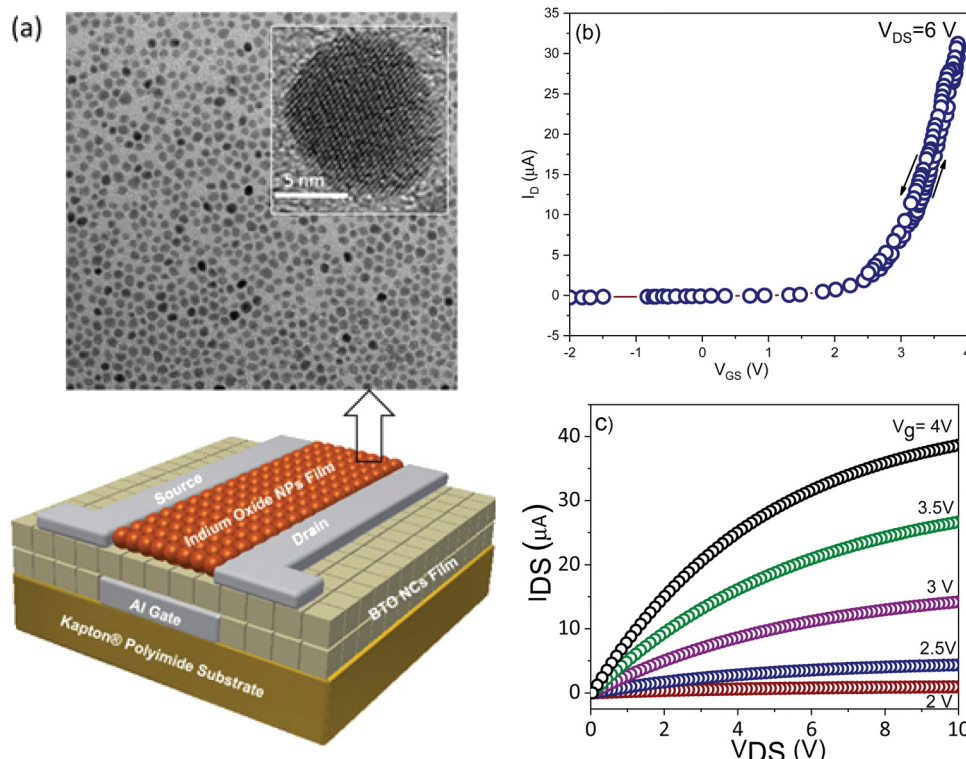 (a)
5 nm
Source
Indium Oxide NPs Film
Drain
BTO NCs Film
Al Gate
Kapton® Polyimide Substrate
(b)
V_DS=6 V
35
30
25
20
15
10
5
0
-5
I_D (µA)
-2 -1 0 1 2 3 4
V_GS (V)
c)
Vg= 4V
3.5V
3 V
2.5V
2 V
40
30
20
10
0
IDS (µA)
0 2 4 6 8 10
VDS (V)